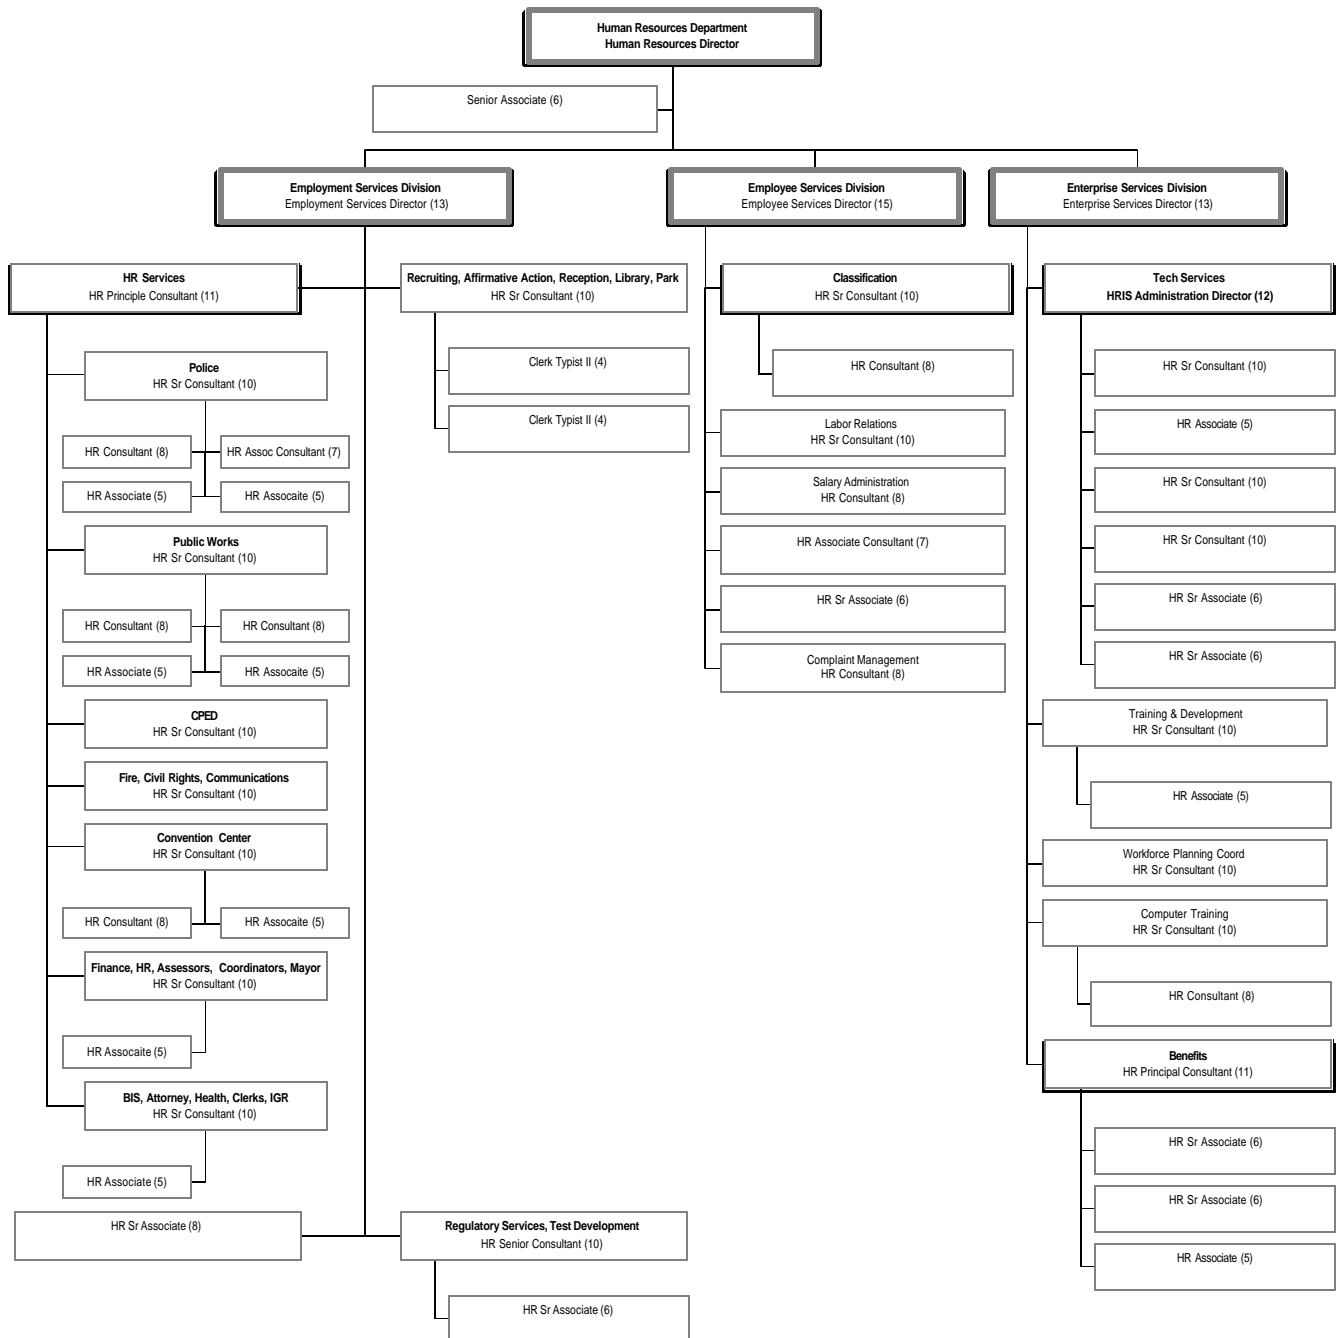 Human Resources Department
Human Resources Director
Senior Associate (6)
Employment Services Division
Employment Services Director (13)
Employee Services Division
Employee Services Director (15)
Enterprise Services Division
Enterprise Services Director (13)
HR Services
HR Principle Consultant (11)
Police
HR Sr Consultant (10)
HR Consultant (8)
HR Assoc Consultant (7)
HR Associate (5)
HR Assocaite (5)
Public Works
HR Sr Consultant (10)
HR Consultant (8)
HR Consultant (8)
HR Associate (5)
HR Assocaite (5)
CPED
HR Sr Consultant (10)
Fire, Civil Rights, Communications
HR Sr Consultant (10)
Convention Center
HR Sr Consultant (10)
HR Consultant (8)
HR Assocaite (5)
Finance, HR, Assessors, Coordinators, Mayor
HR Sr Consultant (10)
HR Assocaite (5)
BIS, Attorney, Health, Clerks, IGR
HR Sr Consultant (10)
HR Associate (5)
HR Sr Associate (8)
Recruiting, Affirmative Action, Reception, Library, Park
HR Sr Consultant (10)
Clerk Typist II (4)
Clerk Typist II (4)
Regulatory Services, Test Development
HR Senior Consultant (10)
HR Sr Associate (6)
Classification
HR Sr Consultant (10)
HR Consultant (8)
Labor Relations
HR Sr Consultant (10)
Salary Administration
HR Consultant (8)
HR Associate Consultant (7)
HR Sr Associate (6)
Complaint Management
HR Consultant (8)
Tech Services
HRIS Administration Director (12)
HR Sr Consultant (10)
HR Associate (5)
HR Sr Consultant (10)
HR Sr Consultant (10)
HR Sr Associate (6)
HR Sr Associate (6)
Training & Development
HR Sr Consultant (10)
HR Associate (5)
Workforce Planning Coord
HR Sr Consultant (10)
Computer Training
HR Sr Consultant (10)
HR Consultant (8)
Benefits
HR Principal Consultant (11)
HR Sr Associate (6)
HR Sr Associate (6)
HR Associate (5)